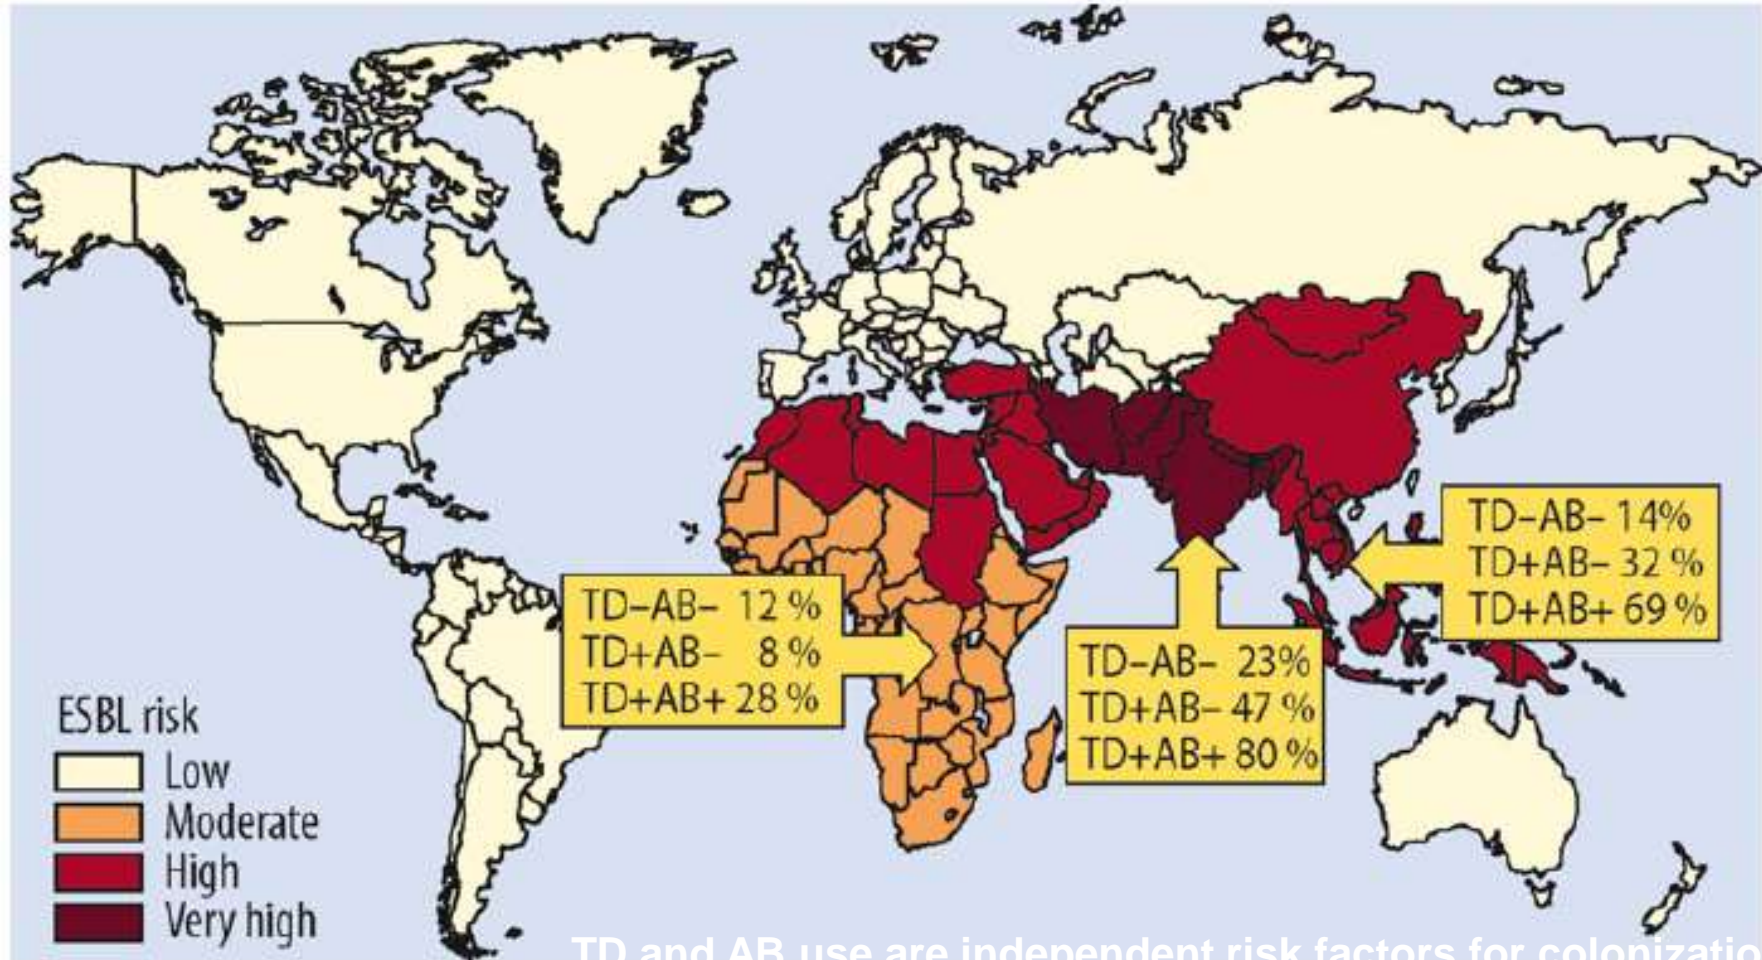 TD–AB– 14%
TD+AB– 32 %
TD+AB+ 69 %
TD–AB– 12 %
TD+AB– 8 %
TD+AB+ 28 %
TD–AB– 23%
TD+AB– 47 %
TD+AB+ 80 %
ESBL risk
Low
Moderate
High
Very high
TD and AB use are independent risk factors for colonizatio